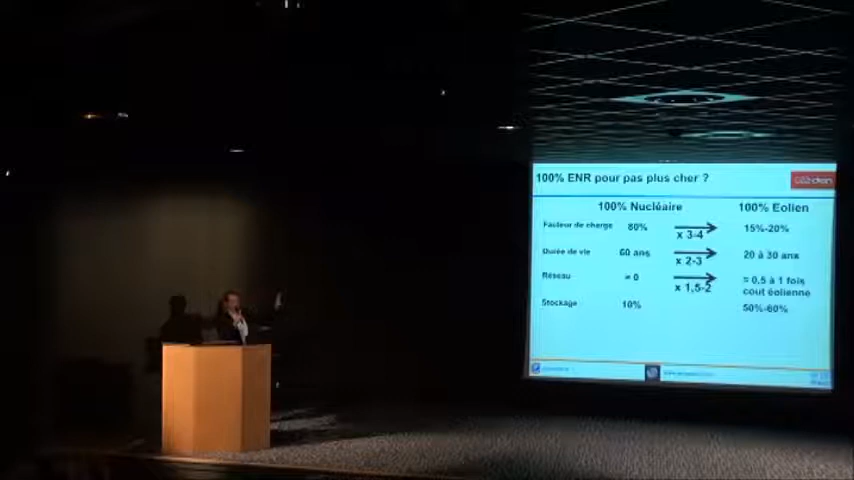 100% ENR pour pas plus cher ?
100% Nucléaire 100% Eolien
Facteur de charge 80% x 3-4 15%-20%
Durée de vie 60 ans x 2-3 20 à 30 ans
Réseau ≈ 0 x 1,5-2 ≈ 0,5 à 1 fois
coût éolienne
Stockage 10% 50%-60%